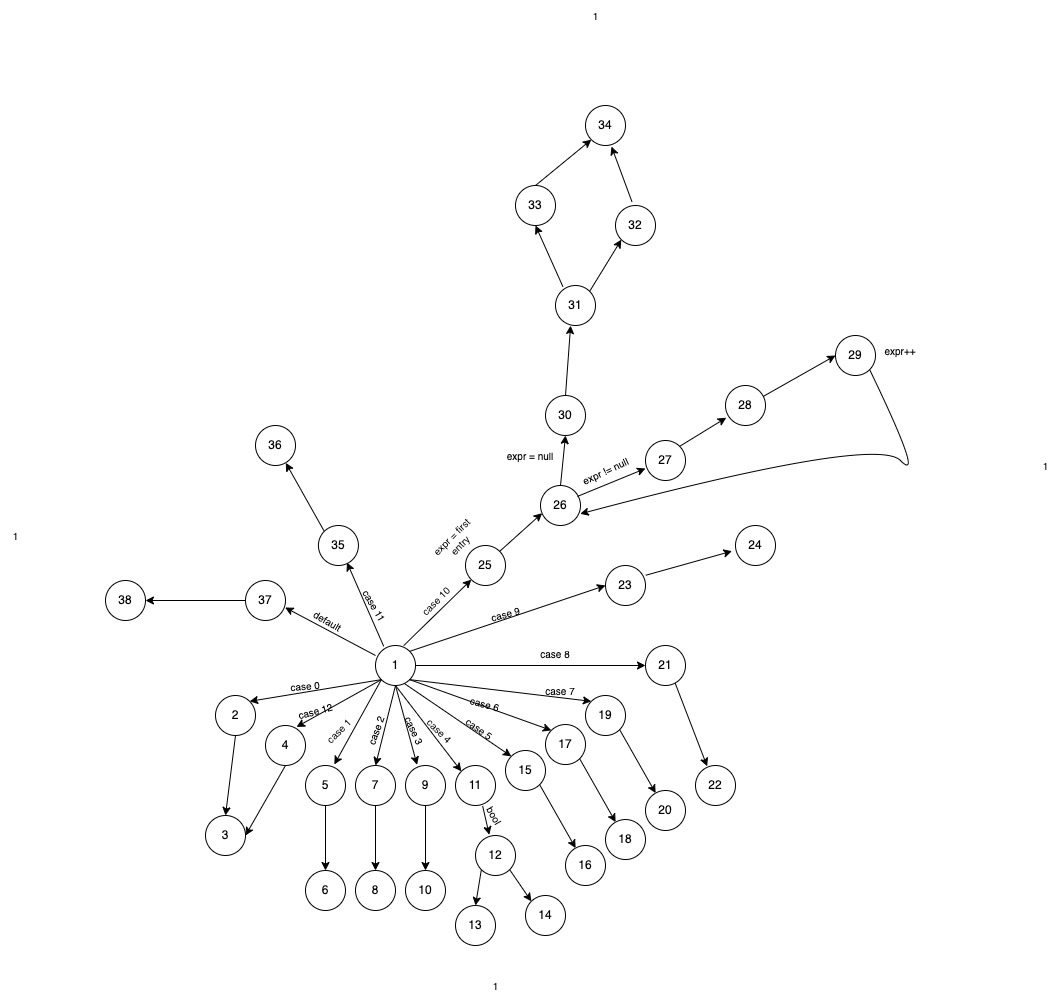 1
34
33
32
31
29
expr++
28
30
36
expr = null
27
expr != null
1
26
expr = first
entry
1
35
24
25
23
38
37
case 11
case 10
default
case 9
1
case 8
21
case 0
case 7
case 12
case 6
2
19
case 1
case 2
case 3
case 4
case 5
4
17
15
5
7
9
11
22
20
bool
3
18
12
16
6
8
10
14
13
1